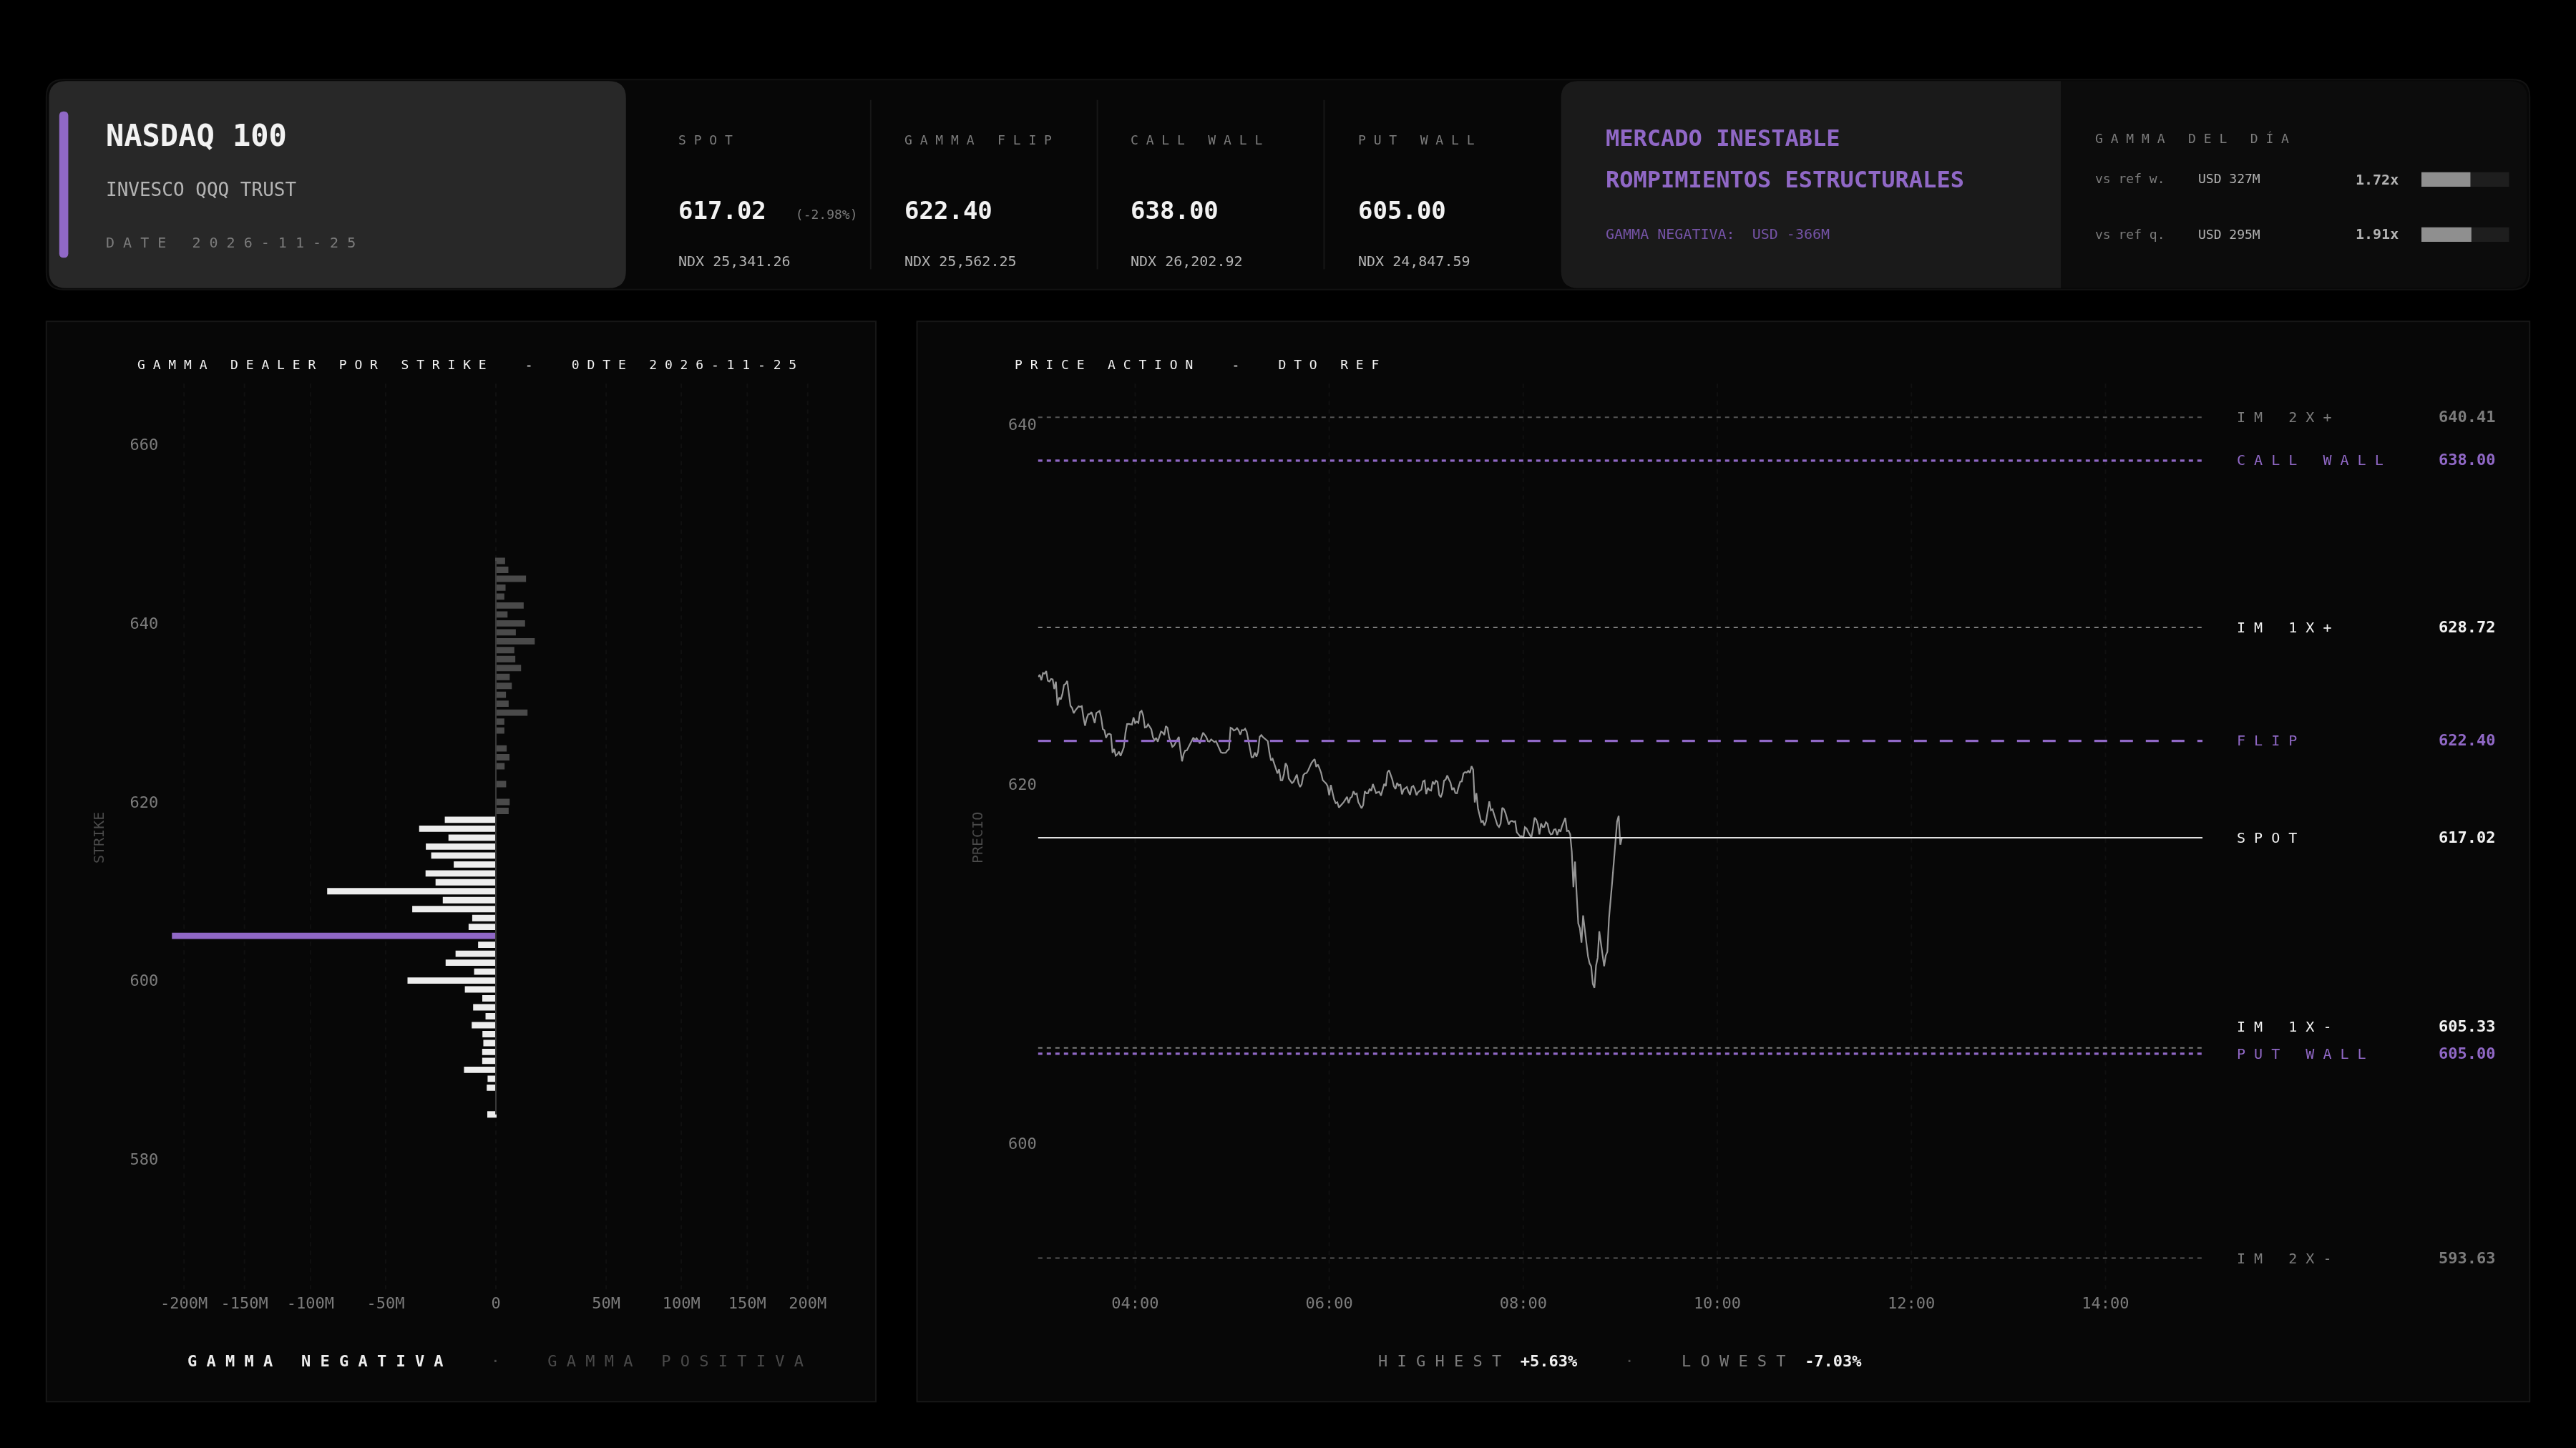 NASDAQ 100
INVESCO QQQ TRUST
DATE 2026-11-25
SPOT
617.02 (-2.98%)
NDX 25,341.26
GAMMA FLIP
622.40
NDX 25,562.25
CALL WALL
638.00
NDX 26,202.92
PUT WALL
605.00
NDX 24,847.59
MERCADO INESTABLE
ROMPIMIENTOS ESTRUCTURALES
GAMMA NEGATIVA: USD -366M
GAMMA DEL DÍA
vs ref w. USD 327M 1.72x
vs ref q. USD 295M 1.91x
GAMMA DEALER POR STRIKE - 0DTE 2026-11-25
STRIKE
660
640
620
600
580
-200M -150M -100M -50M 0 50M 100M 150M 200M
GAMMA NEGATIVA · GAMMA POSITIVA
PRICE ACTION - DTO REF
PRECIO
640
620
600
IM 2X+ 640.41
CALL WALL 638.00
IM 1X+ 628.72
FLIP 622.40
SPOT 617.02
IM 1X- 605.33
PUT WALL 605.00
IM 2X- 593.63
04:00 06:00 08:00 10:00 12:00 14:00
HIGHEST +5.63% · LOWEST -7.03%